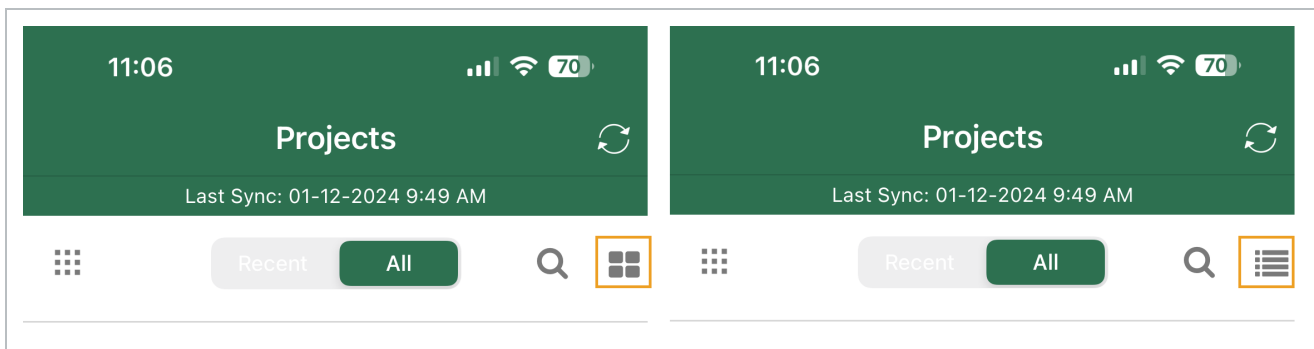 11:06 70
Projects
Last Sync: 01-12-2024 9:49 AM
Recent All
11:06 70
Projects
Last Sync: 01-12-2024 9:49 AM
Recent All